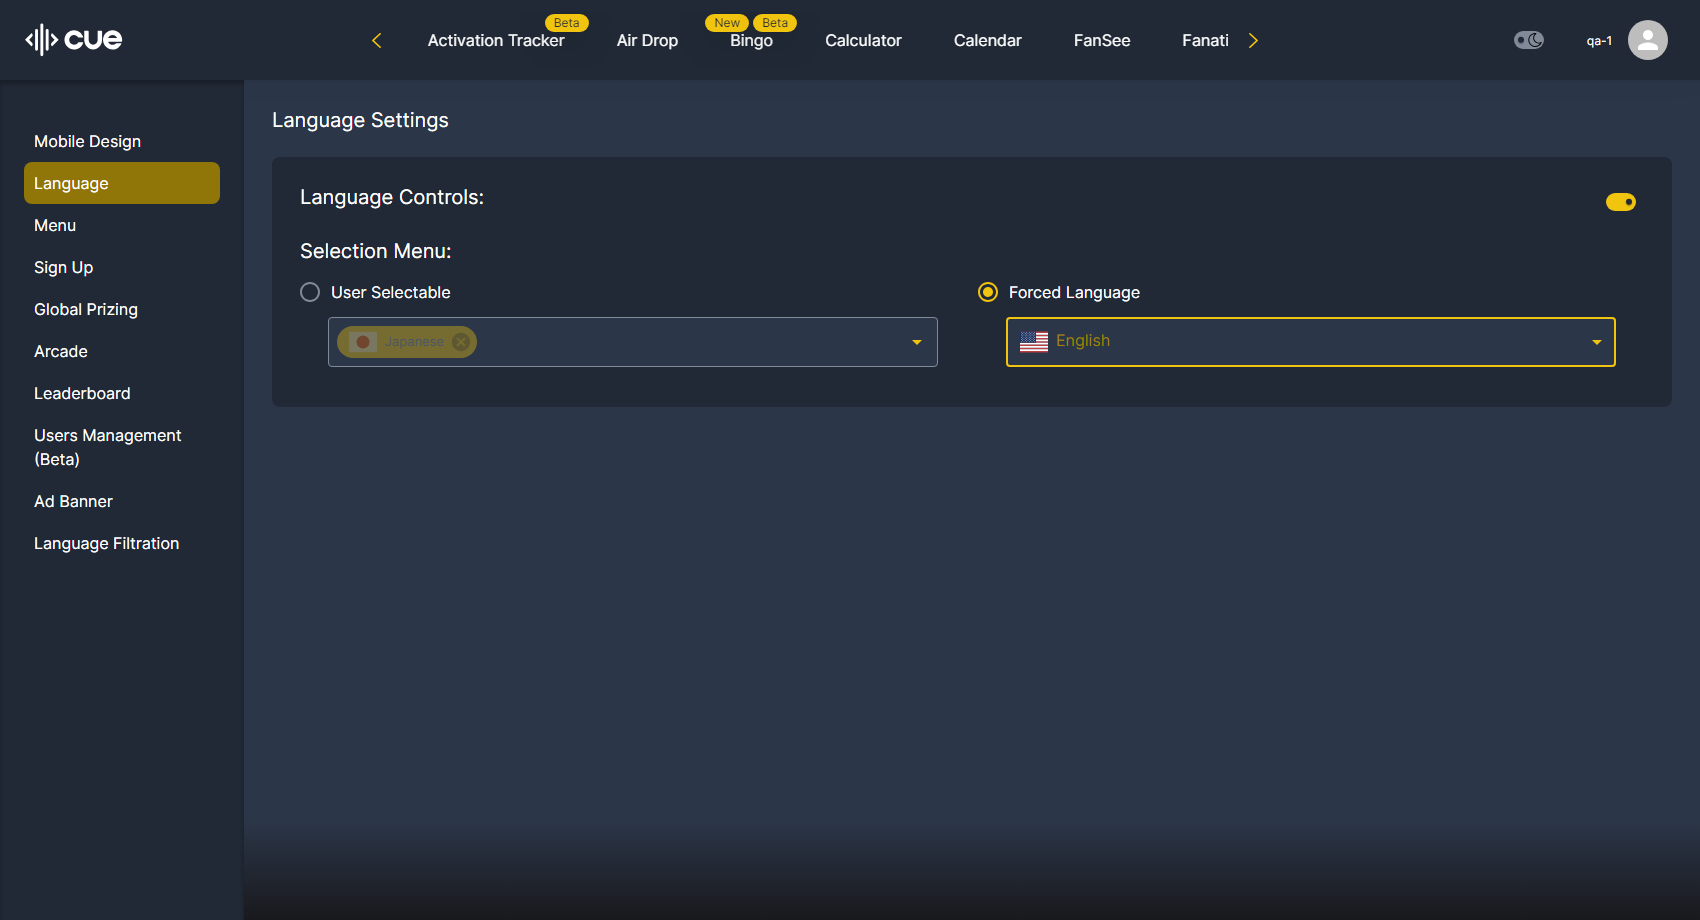 cue
Beta
New
Beta
Activation Tracker
Air Drop
Bingo
Calculator
Calendar
FanSee
Fanati
qa-1
Mobile Design
Language
Menu
Sign Up
Global Prizing
Arcade
Leaderboard
Users Management
(Beta)
Ad Banner
Language Filtration
Language Settings
Language Controls:
Selection Menu:
User Selectable
Japanese
Forced Language
English